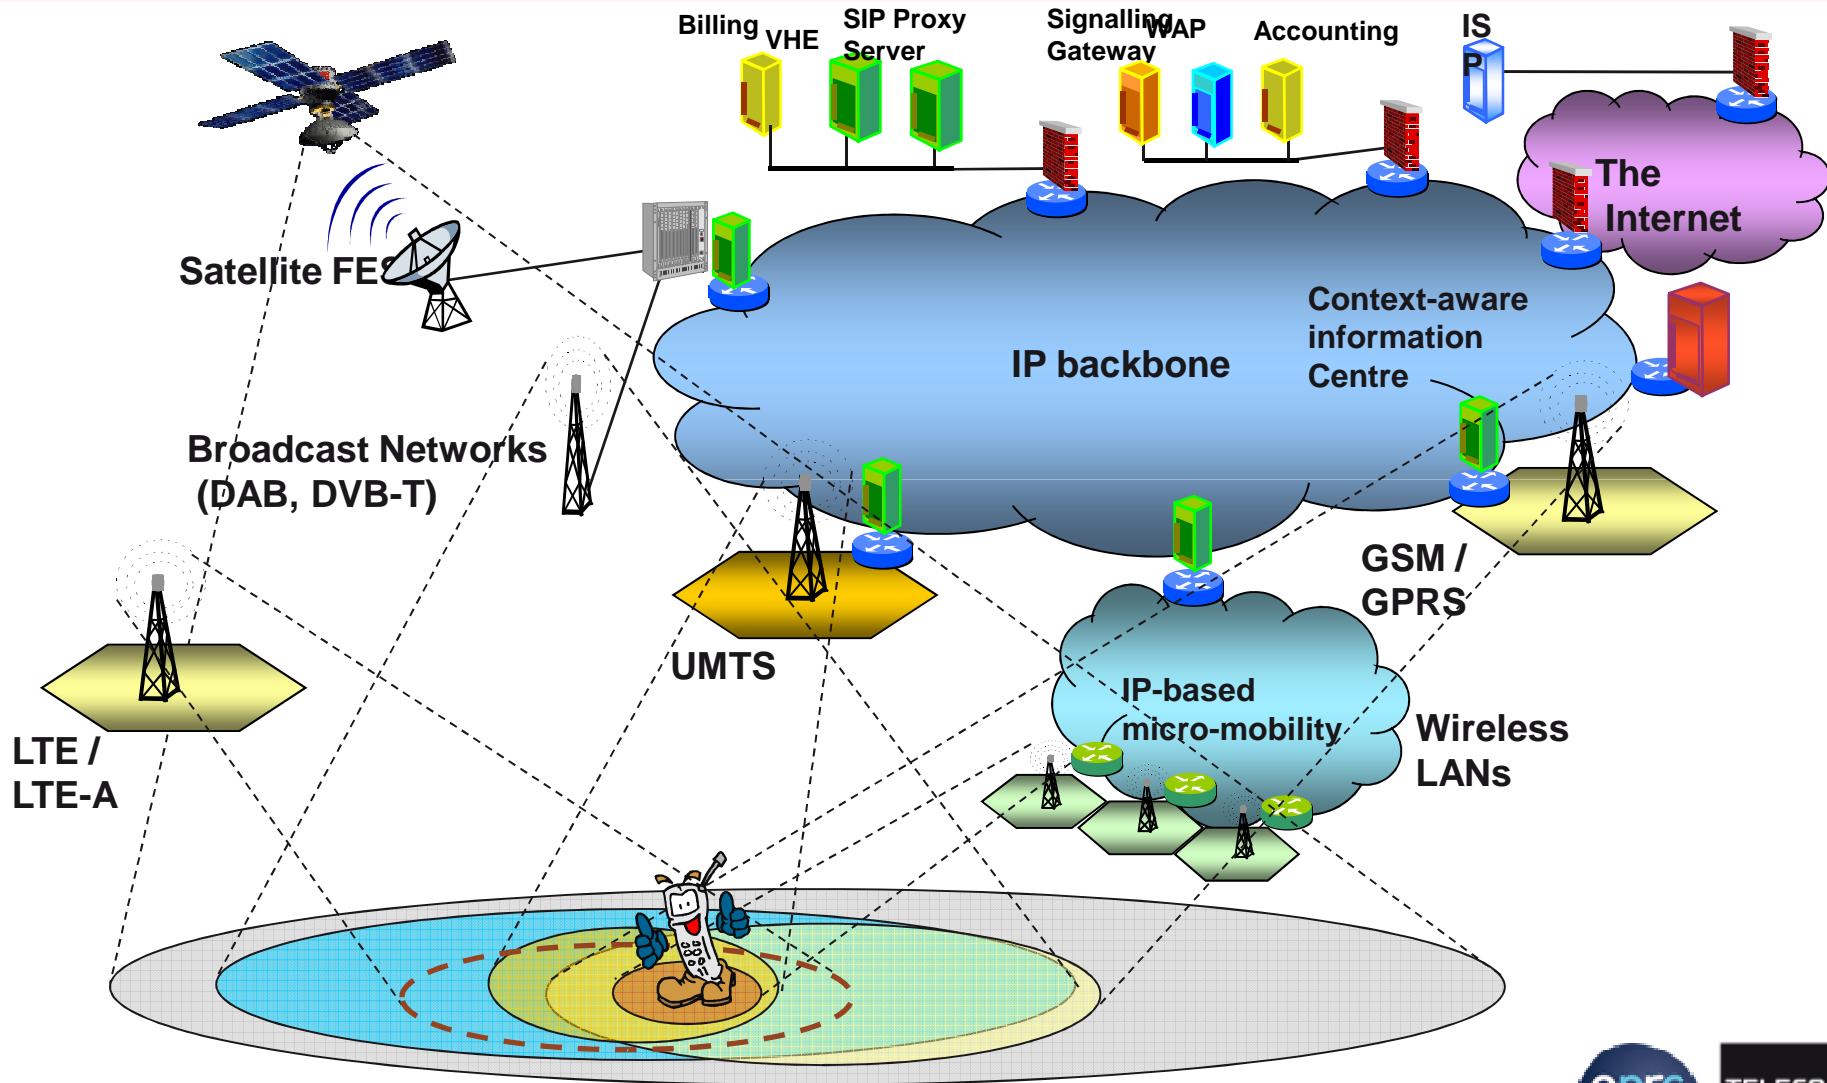 Billing
VHE
SIP Proxy
Server
Signalling
Gateway
WAP
Accounting
IS
P
The
Internet
Satellite FES
Context-aware
information
Centre
IP backbone
Broadcast Networks
(DAB, DVB-T)
GSM /
GPRS
UMTS
IP-based
micro-mobility
Wireless
LANs
LTE /
LTE-A